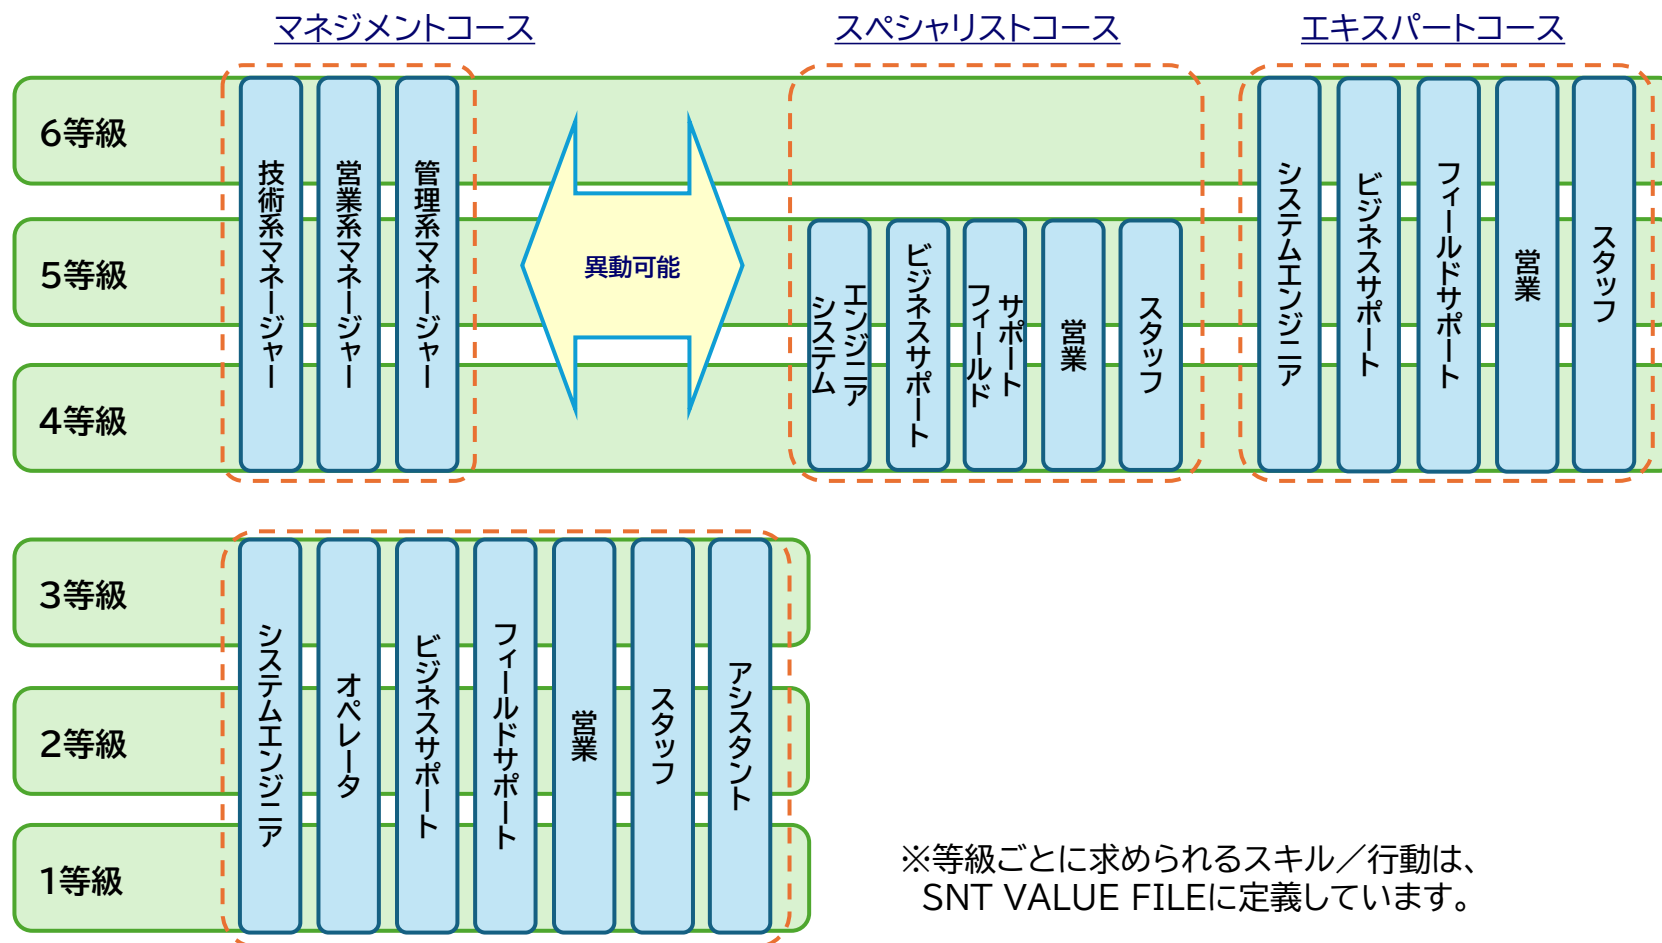 マネジメントコース
スペシャリストコース
エキスパートコース
6等級
5等級
4等級
技術系マネージャー
営業系マネージャー
管理系マネージャー
異動可能
システム
エンジニア
ビジネスサポート
フィールド
サポート
営業
スタッフ
システムエンジニア
ビジネスサポート
フィールドサポート
営業
スタッフ
3等級
2等級
1等級
システムエンジニア
オペレータ
ビジネスサポート
フィールドサポート
営業
スタッフ
アシスタント
※等級ごとに求められるスキル／行動は、
SNT VALUE FILEに定義しています。